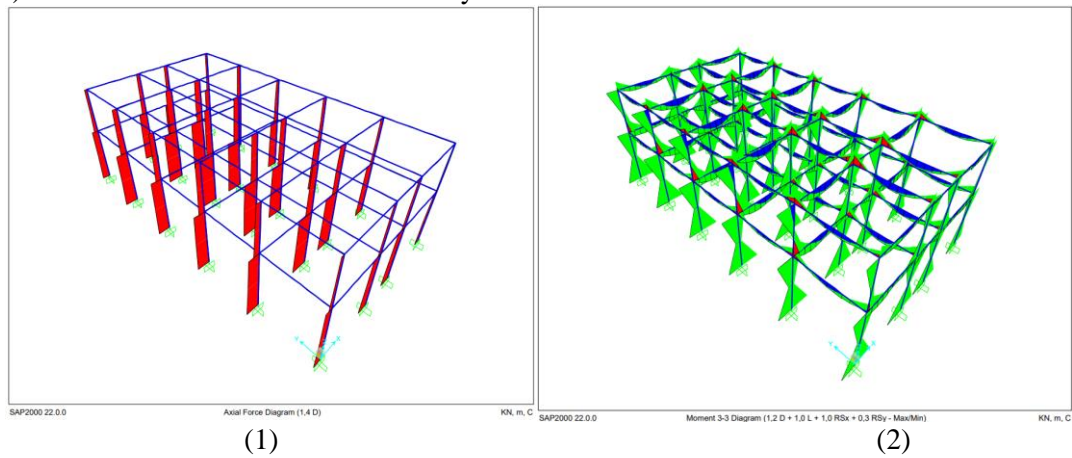 SAP2000 22.0.0 Axial Force Diagram (1,4 D) KN, m, C
SAP2000 22.0.0 Moment 3-3 Diagram (1,2 D + 1,0 L + 1,0 RSx + 0,3 RSy - Max/Min) KN, m, C
(1) (2)